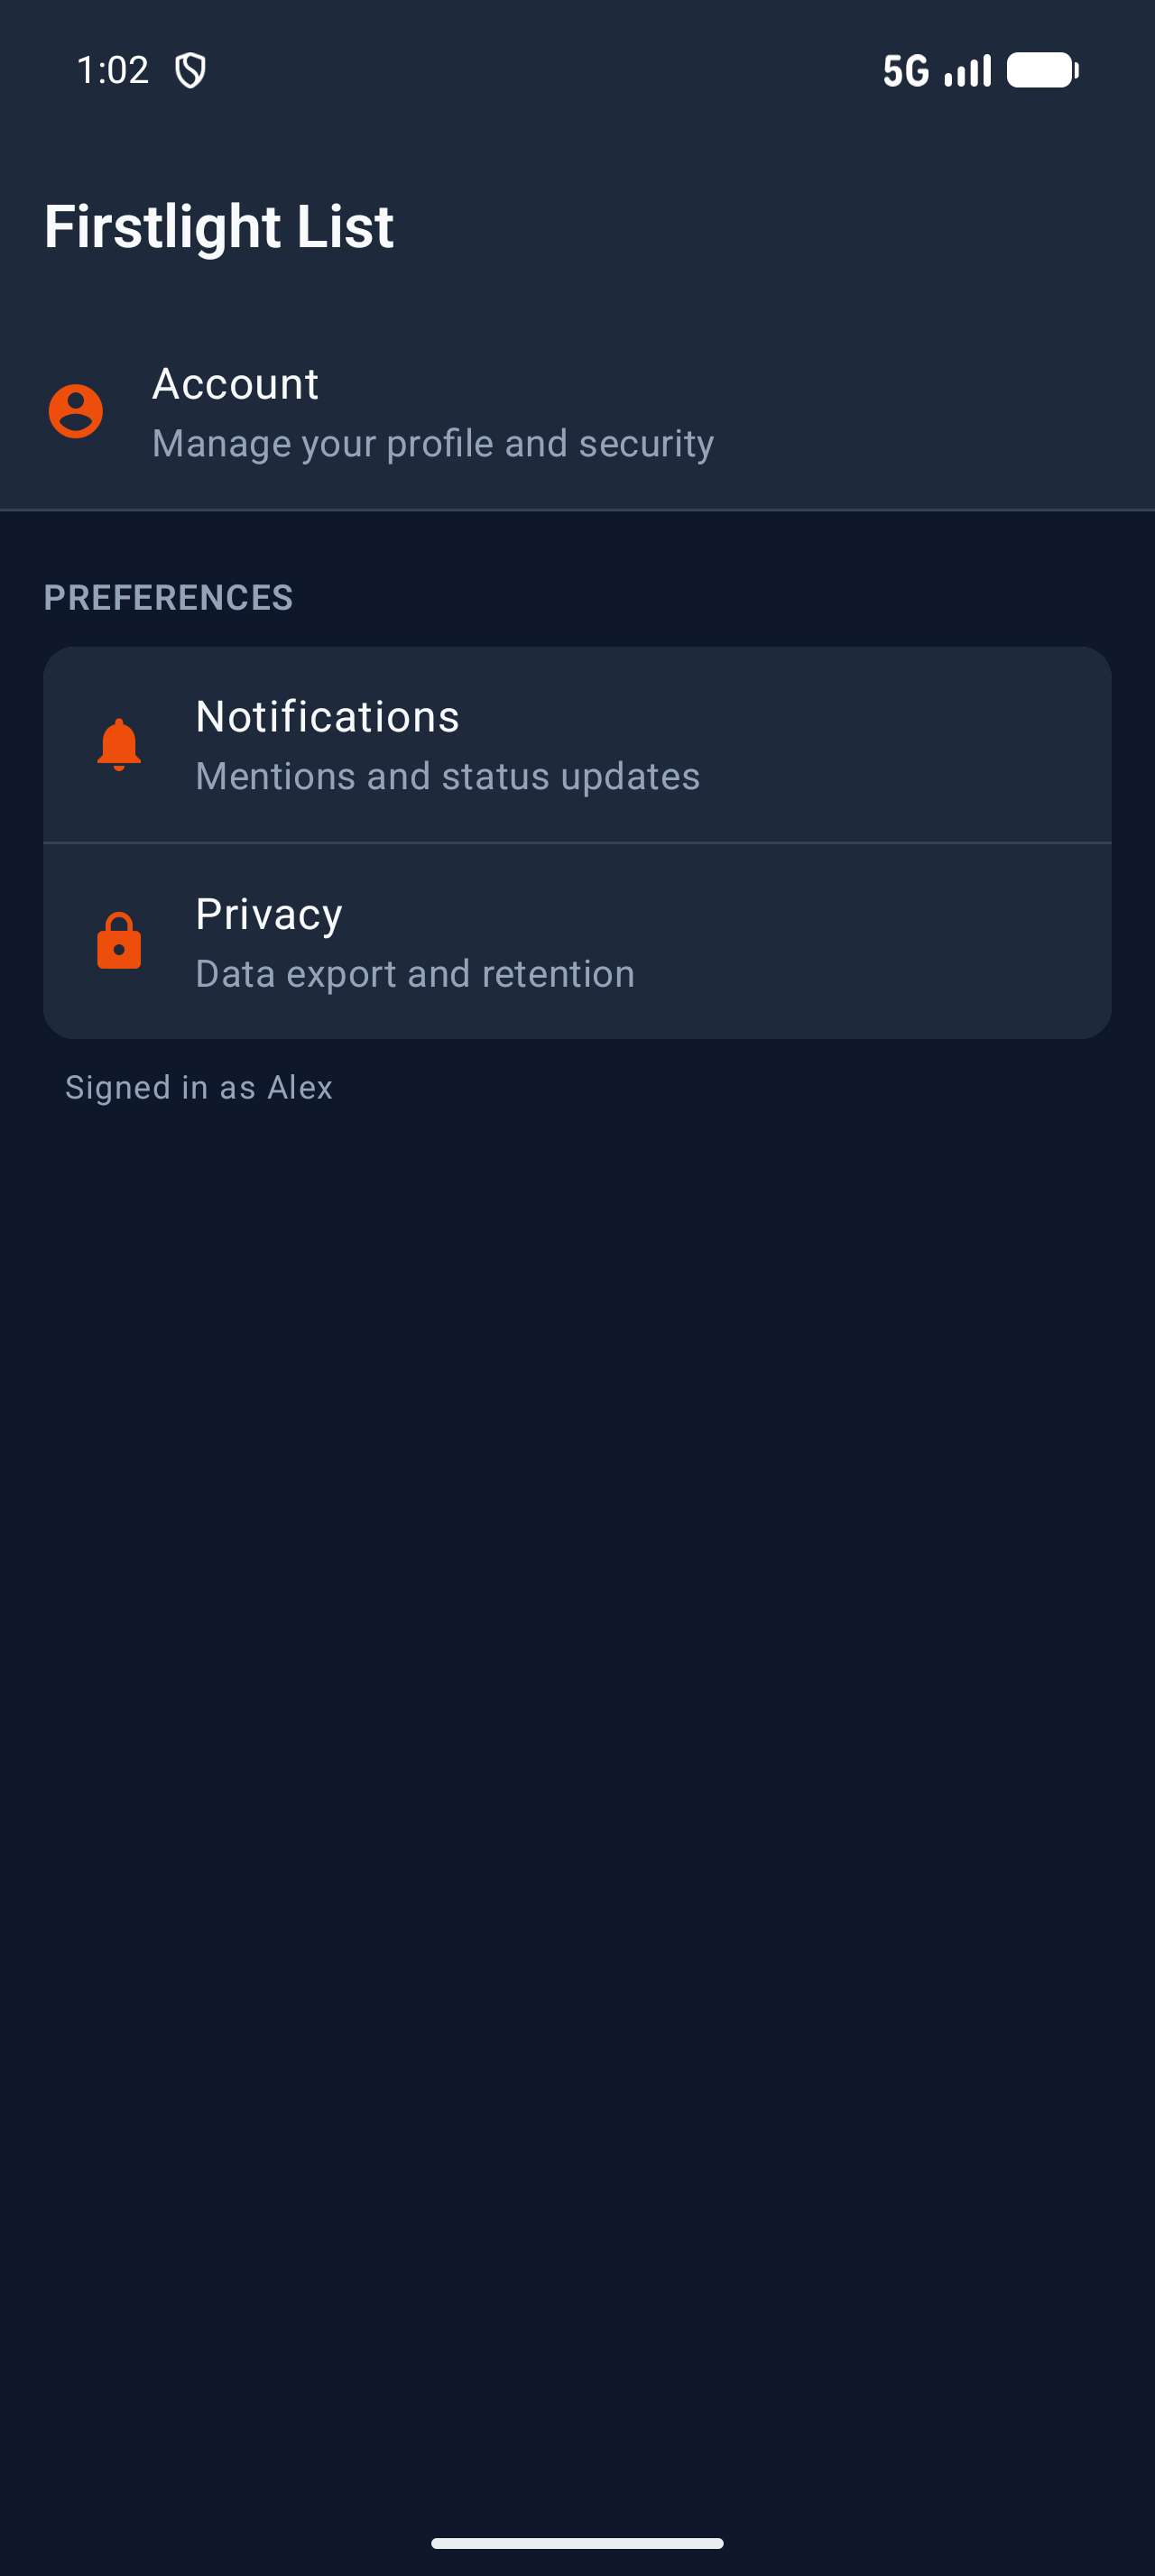 1:02
5G
Firstlight List
Account
Manage your profile and security
PREFERENCES
Notifications
Mentions and status updates
Privacy
Data export and retention
Signed in as Alex